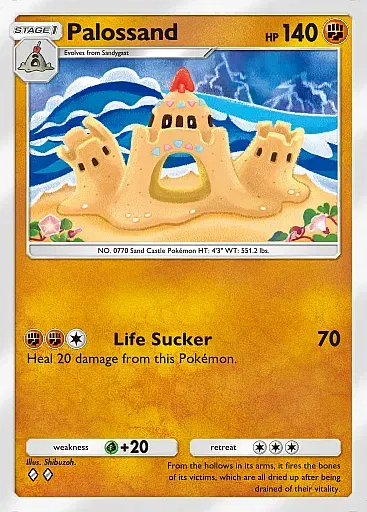 STAGE 1 Palossand HP 140
Evolves from Sandygast
NO. 0770 Sand Castle Pokémon HT: 4'3" WT: 551.2 lbs.
Life Sucker 70
Heal 20 damage from this Pokémon.
weakness +20 retreat
Illus. Shibuzoh.
From the hollows in its arms, it fires the bones
of its victims, which are all dried up after being
drained of their vitality.